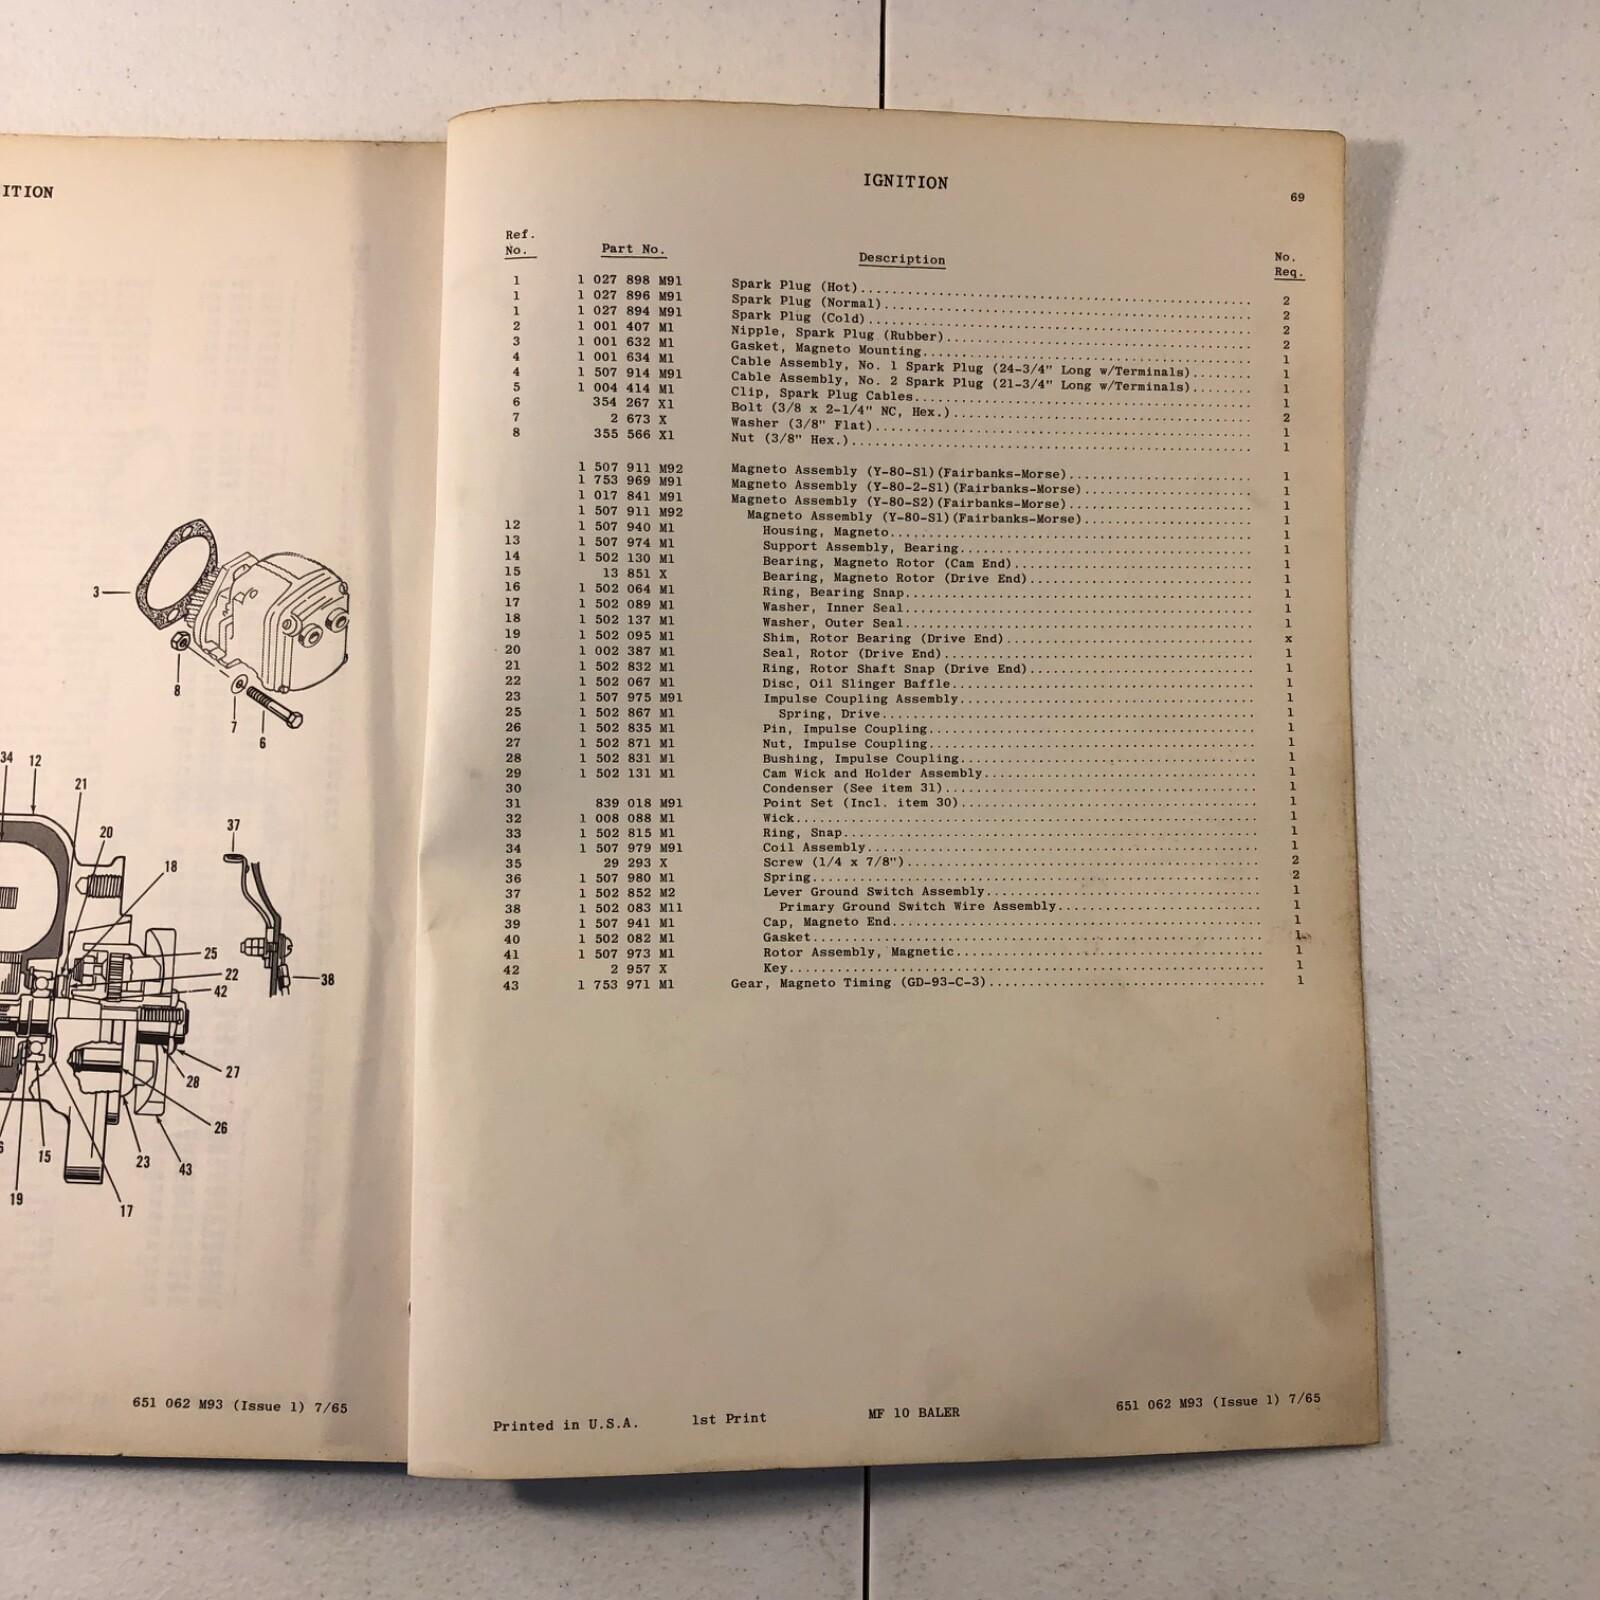 ITION
3
8
7
6
34
12
21
20
18
37
25
22
42
38
27
28
26
15
23
43
19
17
651 062 M93 (Issue 1) 7/65
IGNITION
69
Ref. No. Part No. Description No. Req.
1 1 027 898 M91 Spark Plug (Hot) 2
1 1 027 896 M91 Spark Plug (Normal) 2
1 1 027 894 M91 Spark Plug (Cold) 2
2 1 001 407 M1 Nipple, Spark Plug (Rubber) 2
3 1 001 632 M1 Gasket, Magneto Mounting 1
4 1 001 634 M1 Cable Assembly, No. 1 Spark Plug (24-3/4" Long w/Terminals) 1
4 1 507 914 M91 Cable Assembly, No. 2 Spark Plug (21-3/4" Long w/Terminals) 1
5 1 004 414 M1 Clip, Spark Plug Cables 1
6 354 267 X1 Bolt (3/8 x 2-1/4" NC, Hex.) 2
7 2 673 X Washer (3/8" Flat) 1
8 355 566 X1 Nut (3/8" Hex.) 1
1 507 911 M92 Magneto Assembly (Y-80-S1)(Fairbanks-Morse) 1
1 753 969 M91 Magneto Assembly (Y-80-2-S1)(Fairbanks-Morse) 1
1 017 841 M91 Magneto Assembly (Y-80-S2)(Fairbanks-Morse) 1
1 507 911 M92 Magneto Assembly (Y-80-S1)(Fairbanks-Morse) 1
12 1 507 940 M1 Housing, Magneto 1
13 1 507 974 M1 Support Assembly, Bearing 1
14 1 502 130 M1 Bearing, Magneto Rotor (Cam End) 1
15 13 851 X Bearing, Magneto Rotor (Drive End) 1
16 1 502 064 M1 Ring, Bearing Snap 1
17 1 502 089 M1 Washer, Inner Seal 1
18 1 502 137 M1 Washer, Outer Seal 1
19 1 502 095 M1 Shim, Rotor Bearing (Drive End) x
20 1 002 387 M1 Seal, Rotor (Drive End) 1
21 1 502 832 M1 Ring, Rotor Shaft Snap (Drive End) 1
22 1 502 067 M1 Disc, Oil Slinger Baffle 1
23 1 507 975 M91 Impulse Coupling Assembly 1
25 1 502 867 M1 Spring, Drive 1
26 1 502 835 M1 Pin, Impulse Coupling 1
27 1 502 871 M1 Nut, Impulse Coupling 1
28 1 502 831 M1 Bushing, Impulse Coupling 1
29 1 502 131 M1 Cam Wick and Holder Assembly 1
30 Condenser (See item 31) 1
31 839 018 M91 Point Set (Incl. item 30) 1
32 1 008 088 M1 Wick 1
33 1 502 815 M1 Ring, Snap 1
34 1 507 979 M91 Coil Assembly 1
35 29 293 X Screw (1/4 x 7/8") 2
36 1 507 980 M1 Spring 2
37 1 502 852 M2 Lever Ground Switch Assembly 1
38 1 502 083 M11 Primary Ground Switch Wire Assembly 1
39 1 507 941 M1 Cap, Magneto End 1
40 1 502 082 M1 Gasket 1
41 1 507 973 M1 Rotor Assembly, Magnetic 1
42 2 957 X Key 1
43 1 753 971 M1 Gear, Magneto Timing (GD-93-C-3) 1
Printed in U.S.A. 1st Print MF 10 BALER 651 062 M93 (Issue 1) 7/65